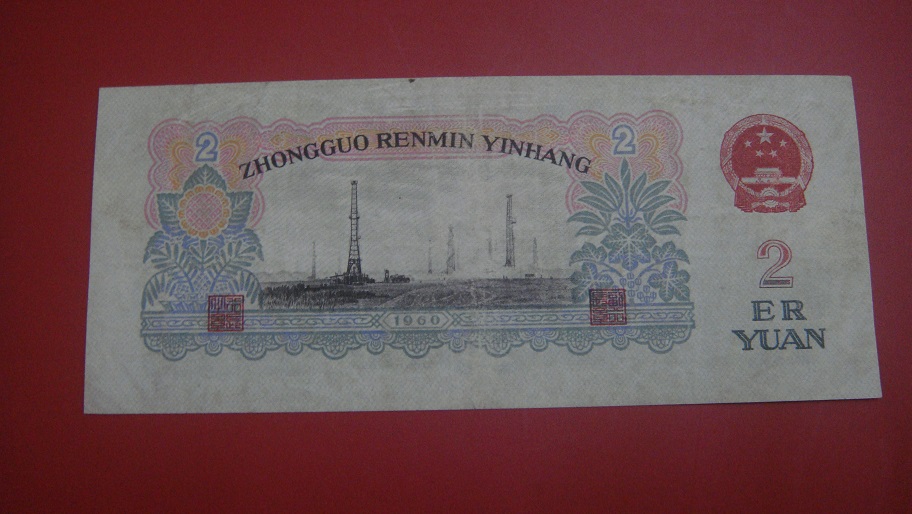 2 2
ZHONGGUO RENMIN YINHANG
2
ER
YUAN
1960